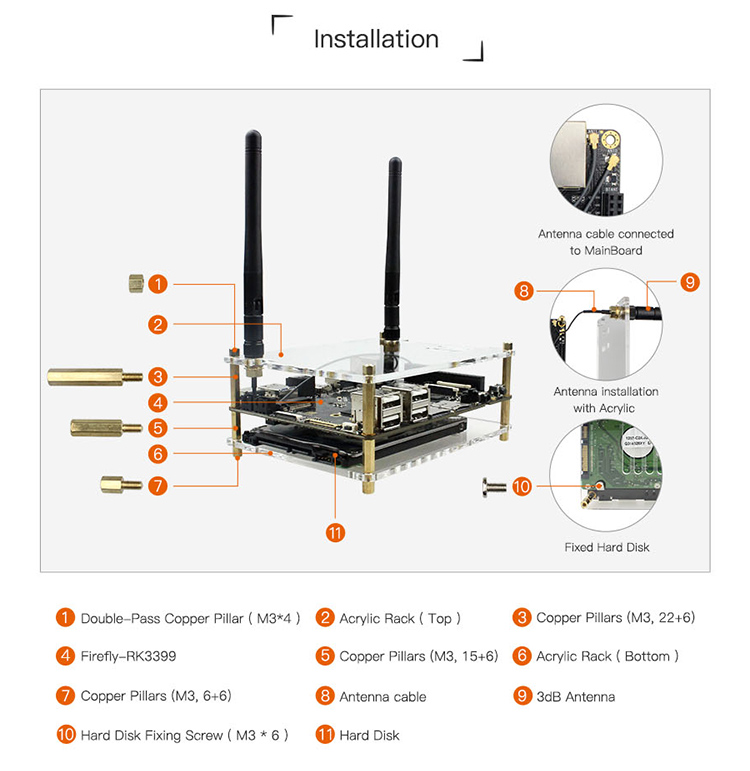 Installation
Antenna cable connected
to MainBoard
1
2
3
4
5
6
7
8
9
Antenna installation
with Acrylic
10
Fixed Hard Disk
11
1 Double-Pass Copper Pillar ( M3*4 )
2 Acrylic Rack ( Top )
3 Copper Pillars (M3, 22+6)
4 Firefly-RK3399
5 Copper Pillars (M3, 15+6)
6 Acrylic Rack ( Bottom )
7 Copper Pillars (M3, 6+6)
8 Antenna cable
9 3dB Antenna
10 Hard Disk Fixing Screw ( M3 * 6 )
11 Hard Disk